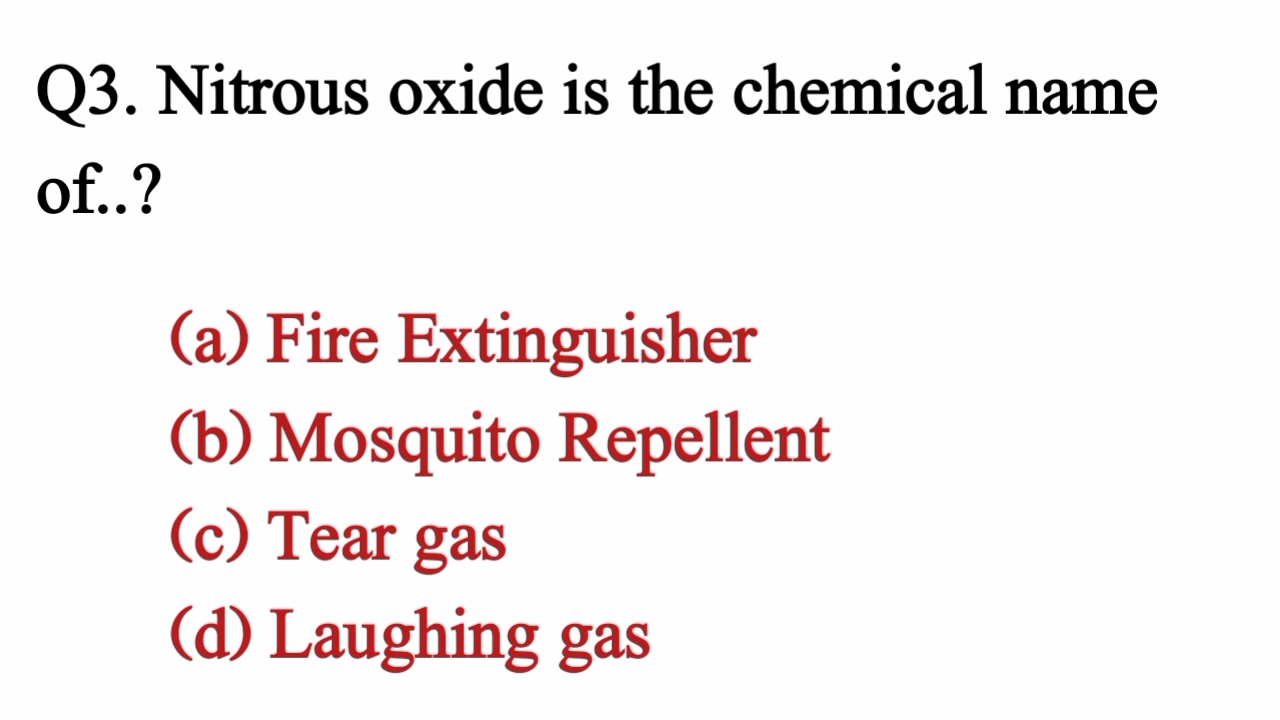 Q3. Nitrous oxide is the chemical name
of..?
(a) Fire Extinguisher
(b) Mosquito Repellent
(c) Tear gas
(d) Laughing gas